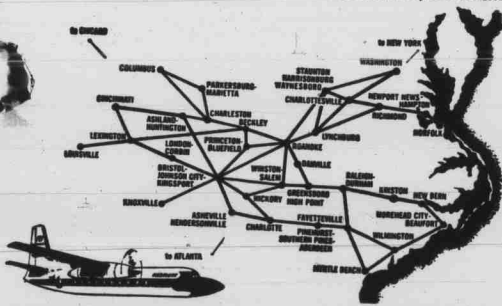 to CHICAGO
to NEW YORK
COLUMBUS
WASHINGTON
STAUNTON
HARRISONBURG
WAYNESBORO
PARKERSBURG-
MARIETTA
CHARLOTTESVILLE
NEWPORT NEWS
HAMPTON
CINCINNATI
RICHMOND
ASHLAND-
HUNTINGTON
CHARLESTON
BECKLEY
NORFOLK
LYNCHBURG
LEXINGTON
PRINCETON-
BLUEFIELD
ROANOKE
LOUISVILLE
LONDON-
CORBIN
DANVILLE
BRISTOL-
JOHNSON CITY-
KINGSPORT
WINSTON
SALEM
RALEIGH-
DURHAM
GREENSBORO
HIGH POINT
KINSTON
NEW BERN
KNOXVILLE
HICKORY
MOREHEAD CITY-
BEAUFORT
ASHEVILLE
HENDERSONVILLE
FAYETTEVILLE
CHARLOTTE
PINEHURST-
SOUTHERN PINES-
ABERDEEN
WILMINGTON
to ATLANTA
MYRTLE BEACH